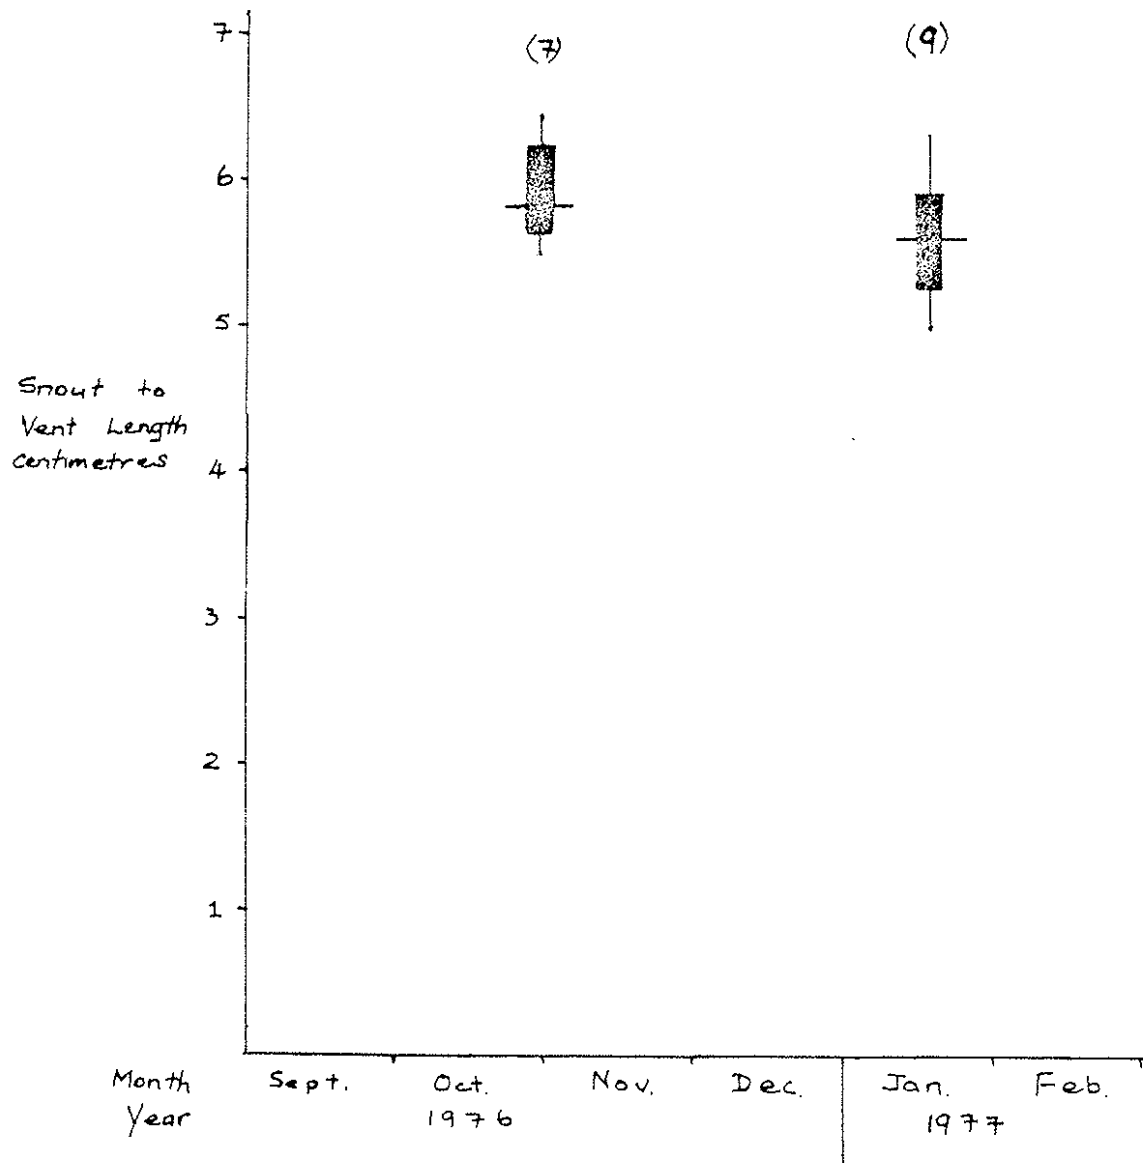 7
(7)
(9)
6
5
Snout to
Vent Length
centimetres
4
3
2
1
Month Sept. Oct. Nov. Dec. Jan. Feb.
Year 1976 1977